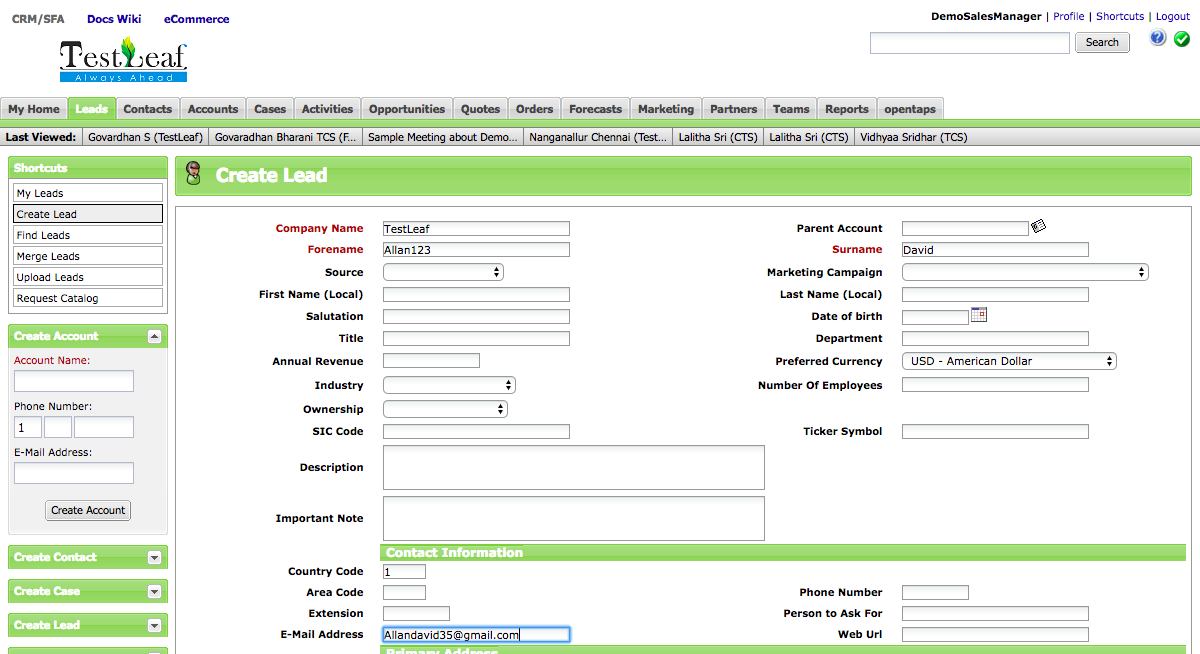 CRM/SFA Docs Wiki eCommerce
DemoSalesManager | Profile | Shortcuts | Logout
TestLeaf
Always Ahead
Search
?
My Home Leads Contacts Accounts Cases Activities Opportunities Quotes Orders Forecasts Marketing Partners Teams Reports opentaps
Last Viewed: Govardhan S (TestLeaf) Govaradhan Bharani TCS (F... Sample Meeting about Demo... Nanganallur Chennai (Test... Lalitha Sri (CTS) Lalitha Sri (CTS) Vidhyaa Sridhar (TCS)
Shortcuts
My Leads
Create Lead
Find Leads
Merge Leads
Upload Leads
Request Catalog
Create Account
Account Name:
Phone Number:
1
E-Mail Address:
Create Account
Create Contact
Create Case
Create Lead
Create Lead
Company Name TestLeaf Parent Account
Forename Allan123 Surname David
Source Marketing Campaign
First Name (Local) Last Name (Local)
Salutation Date of birth
Title Department
Annual Revenue Preferred Currency USD - American Dollar
Industry Number Of Employees
Ownership
SIC Code Ticker Symbol
Description
Important Note
Contact Information
Country Code 1
Area Code Phone Number
Extension Person to Ask For
E-Mail Address Allandavid35@gmail.com Web Url
Primary Address